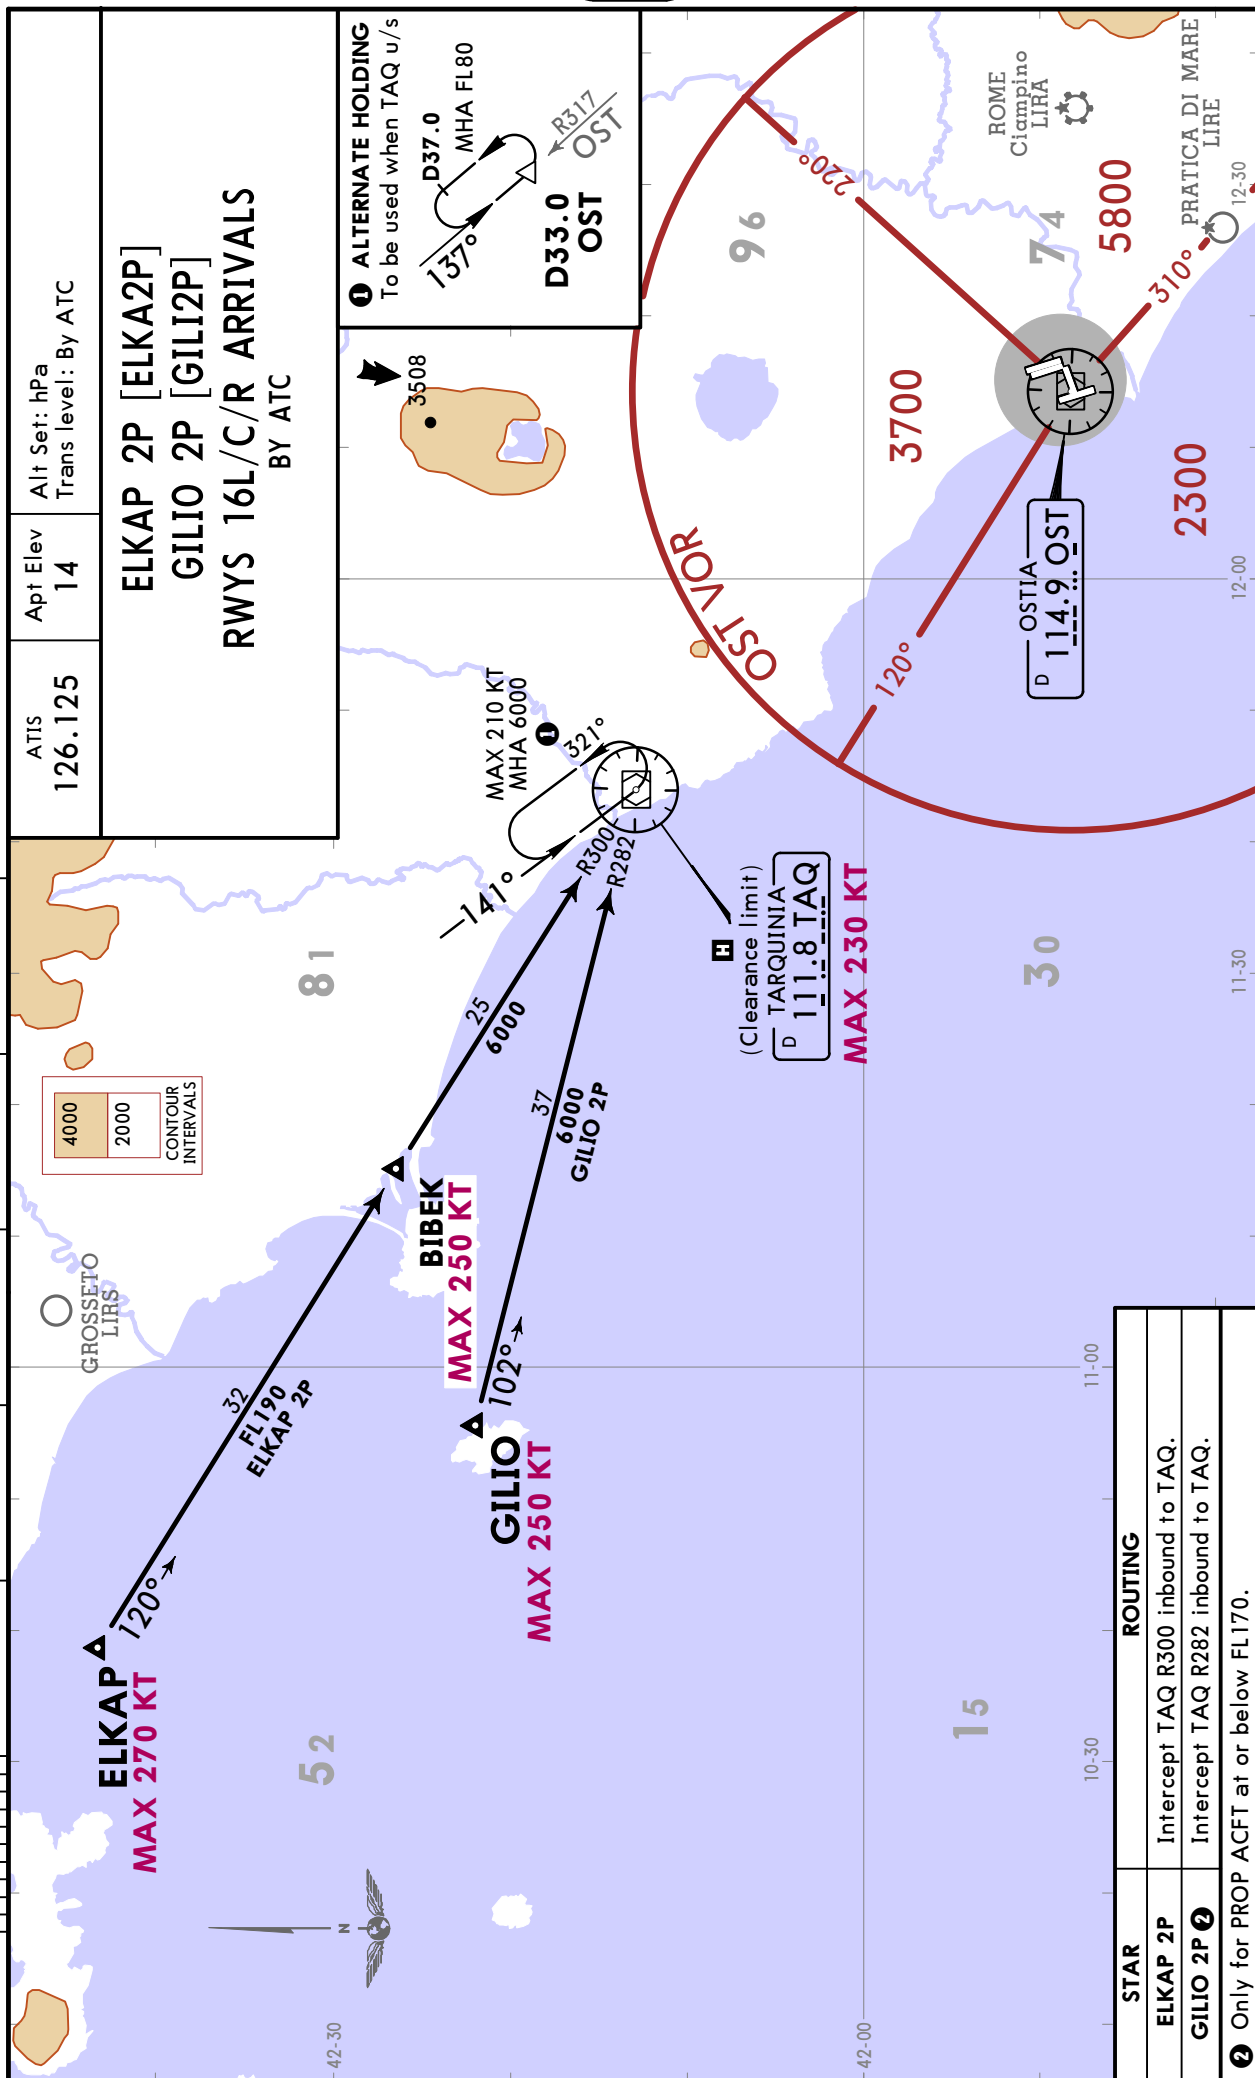 ATIS
126.125
Apt Elev
14
Alt Set: hPa
Trans level: By ATC
ELKAP 2P [ELKA2P]
GILIO 2P [GILI2P]
RWYS 16L/C/R ARRIVALS
BY ATC
1 ALTERNATE HOLDING
To be used when TAQ u/s
D37.0
MHA FL80
137°
R317
OST
D33.0
OST
4000
2000
CONTOUR
INTERVALS
GROSSETO
LIRS
ELKAP
MAX 270 KT
120°
32
FL190
ELKAP 2P
BIBEK
MAX 250 KT
25
6000
GILIO
MAX 250 KT
102°
37
6000
GILIO 2P
R300
R282
141°
321°
MAX 210 KT
MHA 6000
1
H
(Clearance limit)
TARQUINIA
D 111.8 TAQ
MAX 230 KT
3508
OST VOR
120°
220°
310°
3700
5800
2300
OSTIA
D 114.9 OST
ROME
Ciampino
LIRA
PRATICA DI MARE
LIRE
52
81
96
74
15
30
N
42-30
42-00
10-30
11-00
11-30
12-00
12-30
STAR ROUTING
ELKAP 2P Intercept TAQ R300 inbound to TAQ.
GILIO 2P 2 Intercept TAQ R282 inbound to TAQ.
2 Only for PROP ACFT at or below FL170.